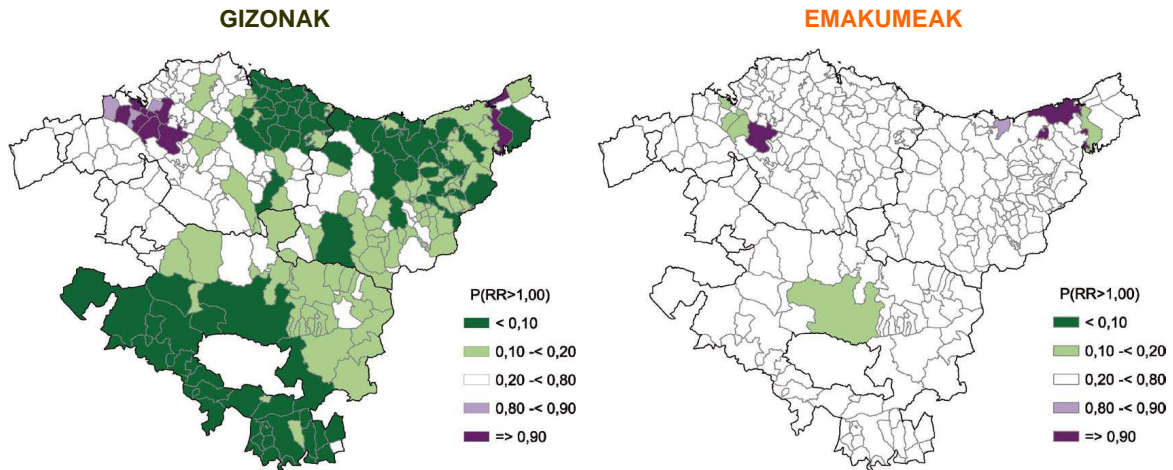 GIZONAK
EMAKUMEAK
P(RR>1,00)
< 0,10
0,10 -< 0,20
0,20 -< 0,80
0,80 -< 0,90
=> 0,90
P(RR>1,00)
< 0,10
0,10 -< 0,20
0,20 -< 0,80
0,80 -< 0,90
=> 0,90